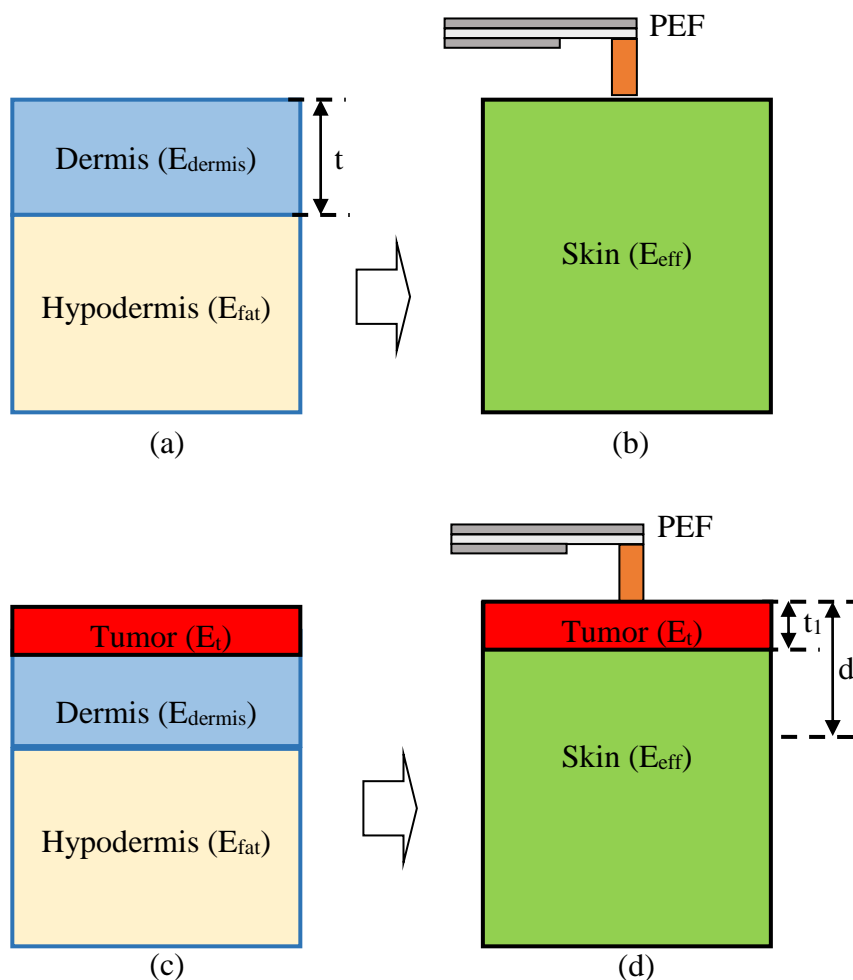 PEF
Dermis (Edermis)
t
Skin (Eeff)
Hypodermis (Efat)
(a)
(b)
PEF
Tumor (Et)
Tumor (Et)
t1
d
Dermis (Edermis)
Skin (Eeff)
Hypodermis (Efat)
(c)
(d)